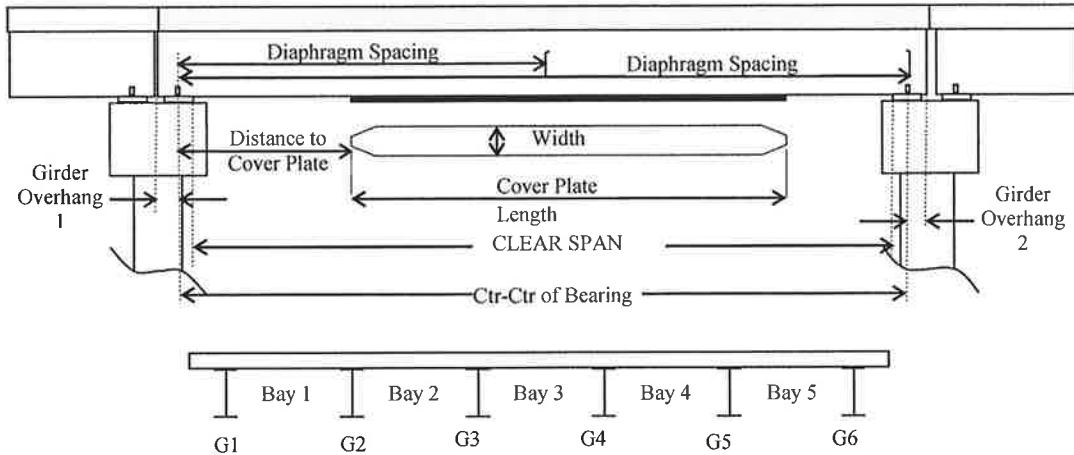 Diaphragm Spacing
Diaphragm Spacing
Distance to
Cover Plate
Width
Girder
Overhang
1
Cover Plate
Length
Girder
Overhang
2
CLEAR SPAN
Ctr-Ctr of Bearing
Bay 1
Bay 2
Bay 3
Bay 4
Bay 5
G1
G2
G3
G4
G5
G6